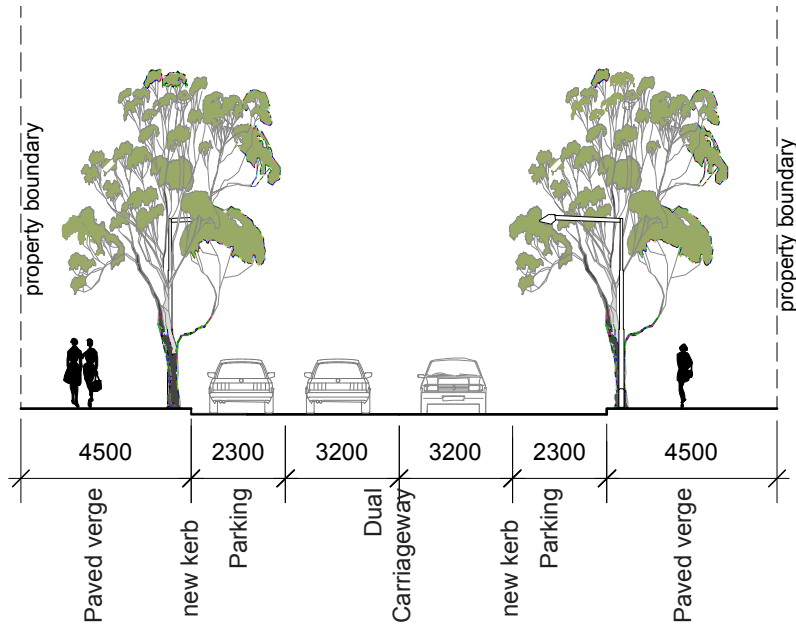 property boundary
property boundary
4500
2300
3200
3200
2300
4500
Paved verge
new kerb
Parking
Dual
Carriageway
new kerb
Parking
Paved verge